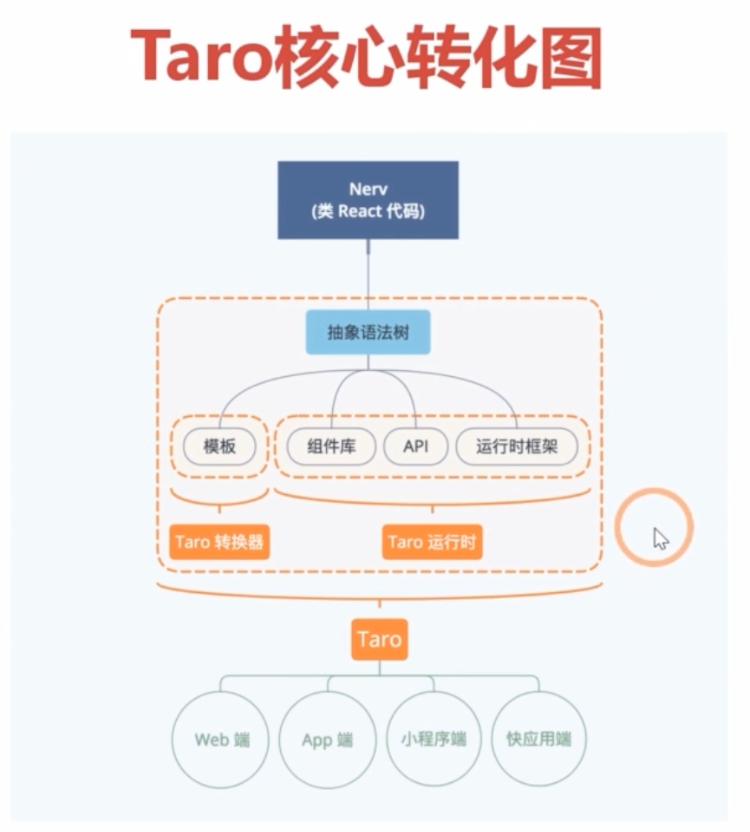 Taro核心转化图
Nerv
(类 React 代码)
抽象语法树
模板
组件库
API
运行时框架
Taro 转换器
Taro 运行时
Taro
Web 端
App 端
小程序端
快应用端